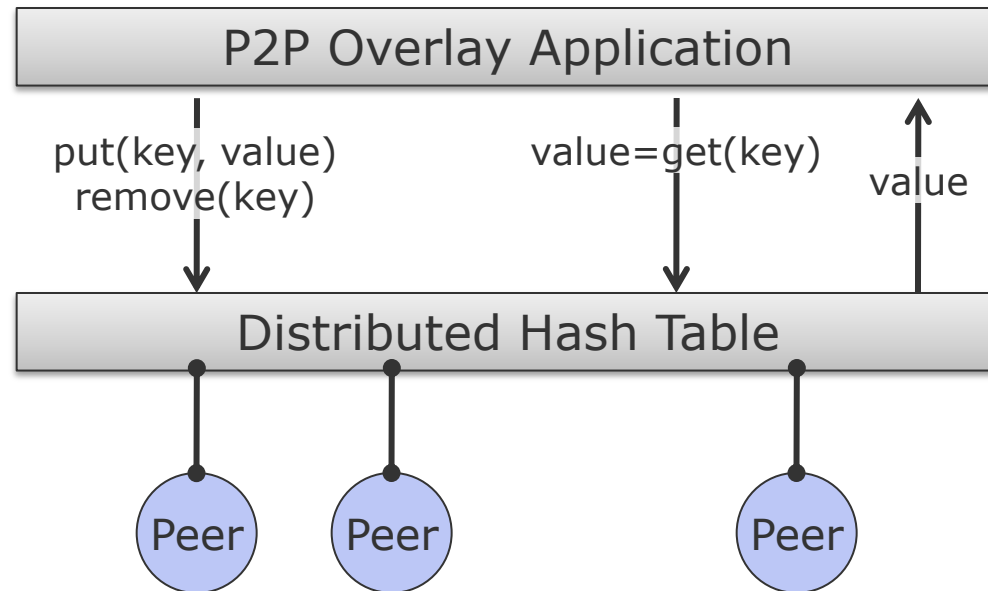 P2P Overlay Application
put(key, value)
remove(key)
value=get(key)
value
Distributed Hash Table
Peer
Peer
Peer